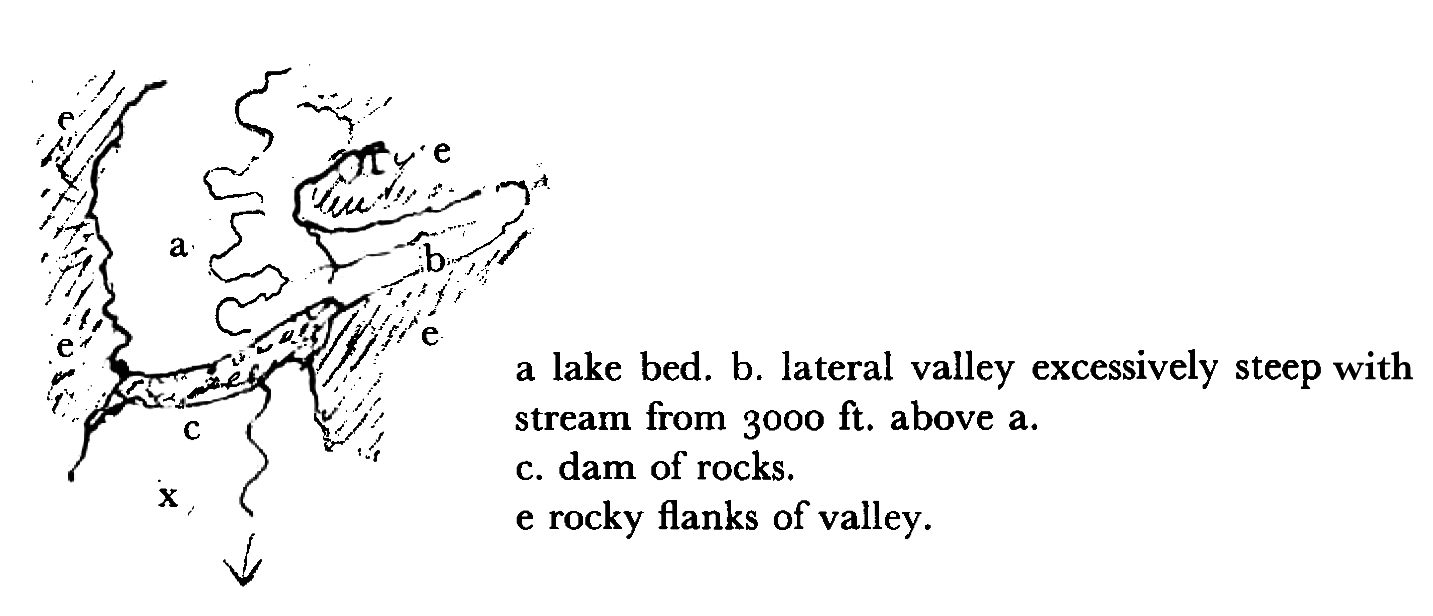 e
e
a
b
e
e
c
x
a lake bed. b. lateral valley excessively steep with
stream from 3000 ft. above a.
c. dam of rocks.
e rocky flanks of valley.